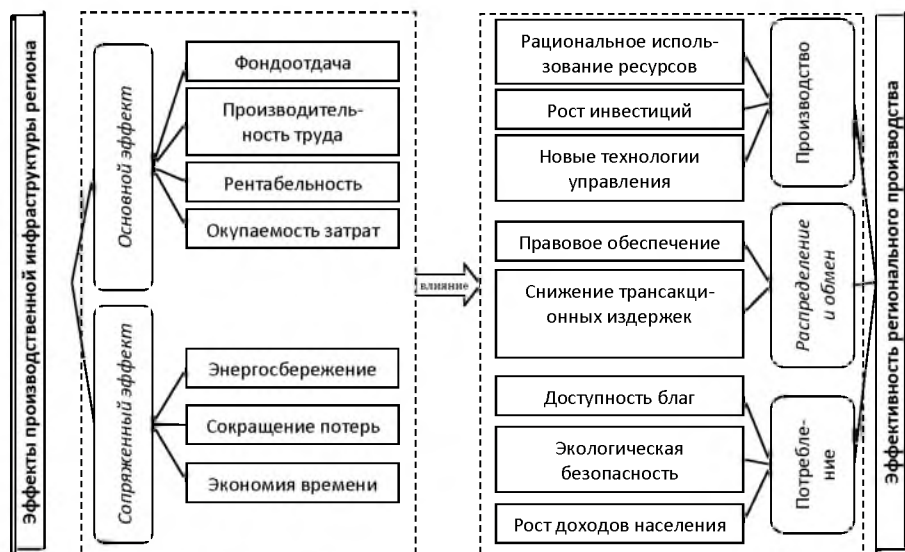 Эффекты производственной инфраструктуры региона
Основной эффект
Фондоотдача
Производитель-
ность труда
Рентабельность
Окупаемость затрат
Сопряженный эффект
Энергосбережение
Сокращение потерь
Экономия времени
влияние
Рациональное исполь-
зование ресурсов
Рост инвестиций
Новые технологии
управления
Производство
Правовое обеспечение
Снижение трансакци-
онных издержек
Распределение
и обмен
Доступность благ
Экологическая
безопасность
Рост доходов населения
Потребле-
ние
Эффективность регионального производства